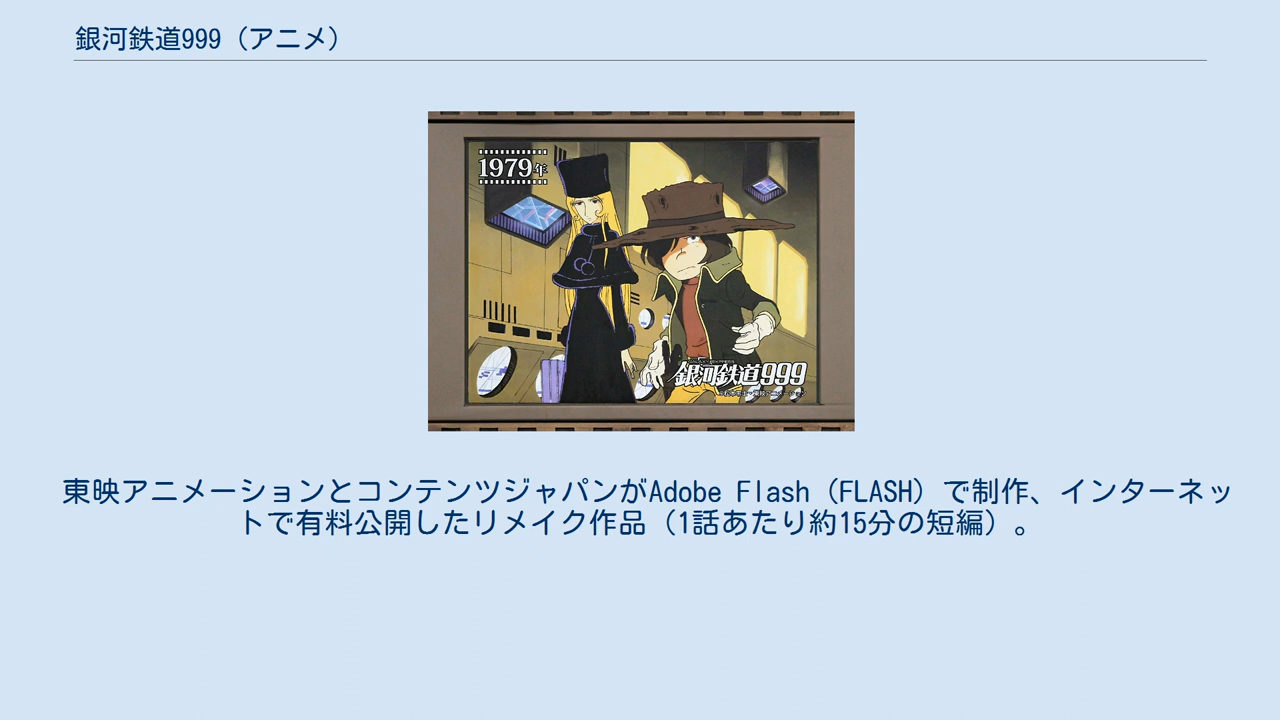 銀河鉄道999（アニメ）
1979年
銀河鉄道999
東映アニメーションとコンテンツジャパンがAdobe Flash（FLASH）で制作、インターネッ
トで有料公開したリメイク作品（1話あたり約15分の短編）。